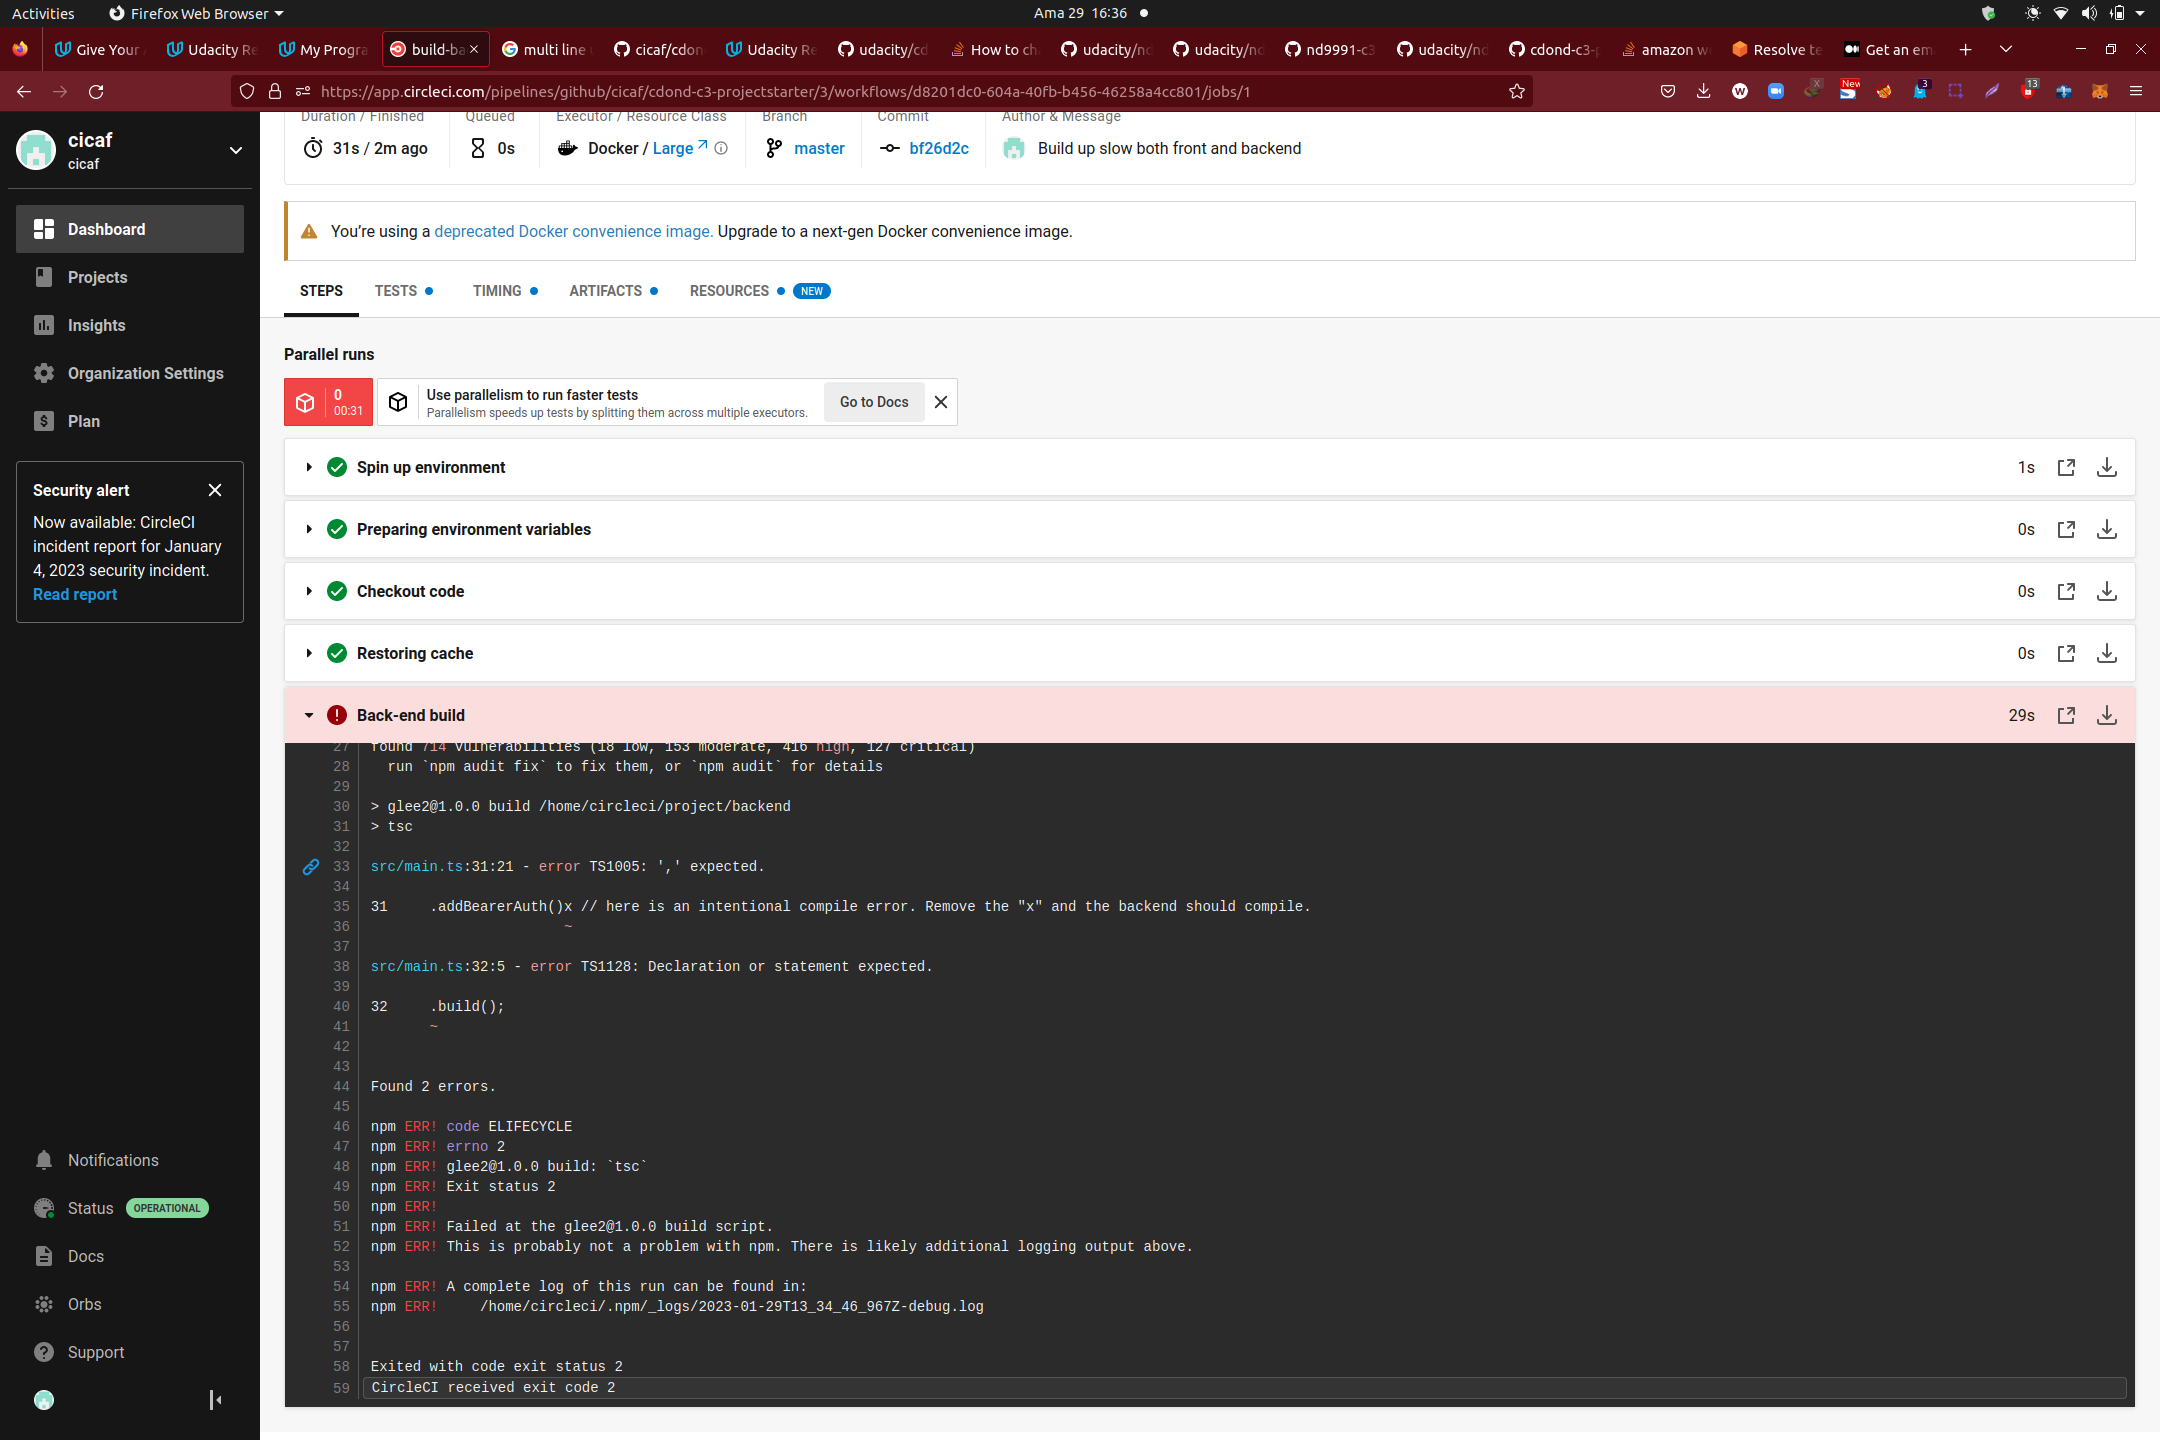 Activities
Firefox Web Browser
Ama 29 16:36
Give Your
Udacity Re
My Progra
build-ba
multi line
cicaf/cdon
Udacity Re
udacity/cd
How to ch
udacity/nd
udacity/nd
nd9991-c3
udacity/nd
cdond-c3-p
amazon w
Resolve te
Get an em
https://app.circleci.com/pipelines/github/cicaf/cdond-c3-projectstarter/3/workflows/d8201dc0-604a-40fb-b456-46258a4cc801/jobs/1
New
3
13
cicaf
cicaf
Dashboard
Projects
Insights
Organization Settings
Plan
Security alert
Now available: CircleCI
incident report for January
4, 2023 security incident.
Read report
Notifications
Status OPERATIONAL
Docs
Orbs
Support
Duration / Finished
Queued
Executor / Resource Class
Branch
Commit
Author & Message
31s / 2m ago
0s
Docker / Large
master
bf26d2c
Build up slow both front and backend
You're using a deprecated Docker convenience image. Upgrade to a next-gen Docker convenience image.
STEPS
TESTS
TIMING
ARTIFACTS
RESOURCES NEW
Parallel runs
0
00:31
Use parallelism to run faster tests
Parallelism speeds up tests by splitting them across multiple executors.
Go to Docs
Spin up environment 1s
Preparing environment variables 0s
Checkout code 0s
Restoring cache 0s
Back-end build 29s
27 found 714 vulnerabilities (18 low, 153 moderate, 416 high, 127 critical)
28 run `npm audit fix` to fix them, or `npm audit` for details
29
30 > glee2@1.0.0 build /home/circleci/project/backend
31 > tsc
32
33 src/main.ts:31:21 - error TS1005: ',' expected.
34
35 31 .addBearerAuth()x // here is an intentional compile error. Remove the "x" and the backend should compile.
36 ~
37
38 src/main.ts:32:5 - error TS1128: Declaration or statement expected.
39
40 32 .build();
41 ~
42
43
44 Found 2 errors.
45
46 npm ERR! code ELIFECYCLE
47 npm ERR! errno 2
48 npm ERR! glee2@1.0.0 build: `tsc`
49 npm ERR! Exit status 2
50 npm ERR!
51 npm ERR! Failed at the glee2@1.0.0 build script.
52 npm ERR! This is probably not a problem with npm. There is likely additional logging output above.
53
54 npm ERR! A complete log of this run can be found in:
55 npm ERR! /home/circleci/.npm/_logs/2023-01-29T13_34_46_967Z-debug.log
56
57
58 Exited with code exit status 2
59 CircleCI received exit code 2